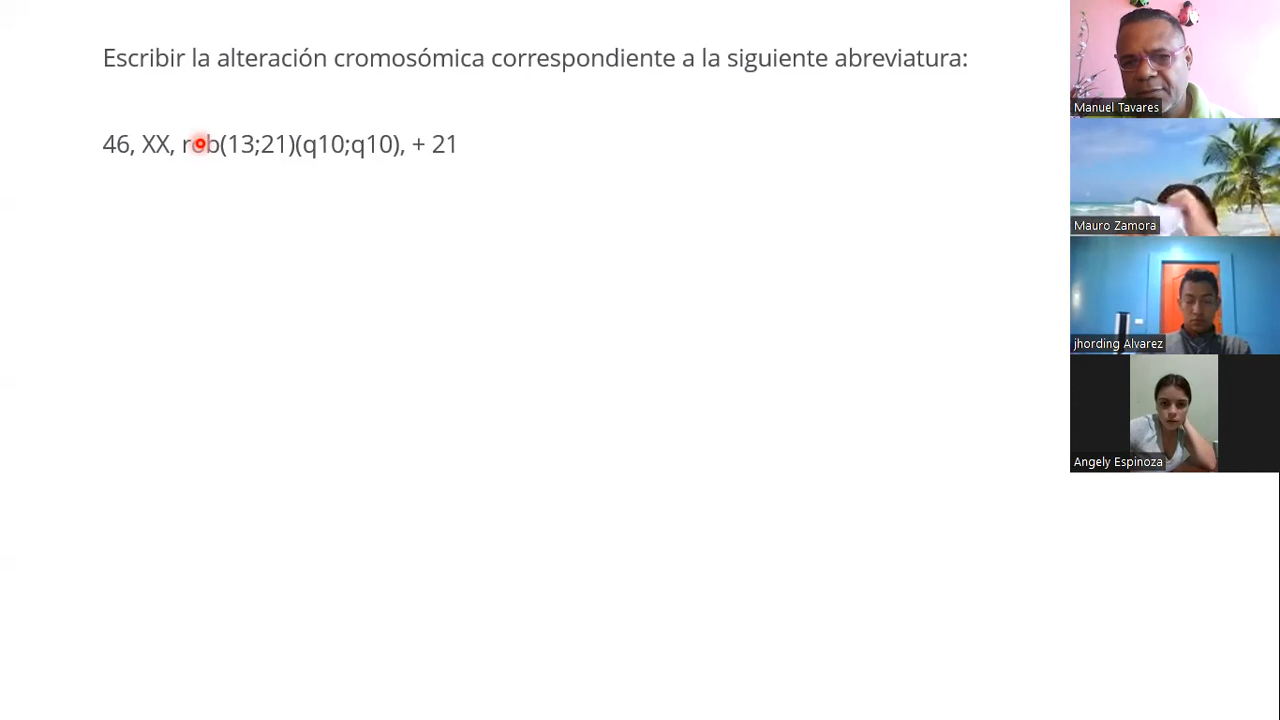 Escribir la alteración cromosómica correspondiente a la siguiente abreviatura:
46, XX, rob(13;21)(q10;q10), + 21
Manuel Tavares
Mauro Zamora
jhording Alvarez
Angely Espinoza